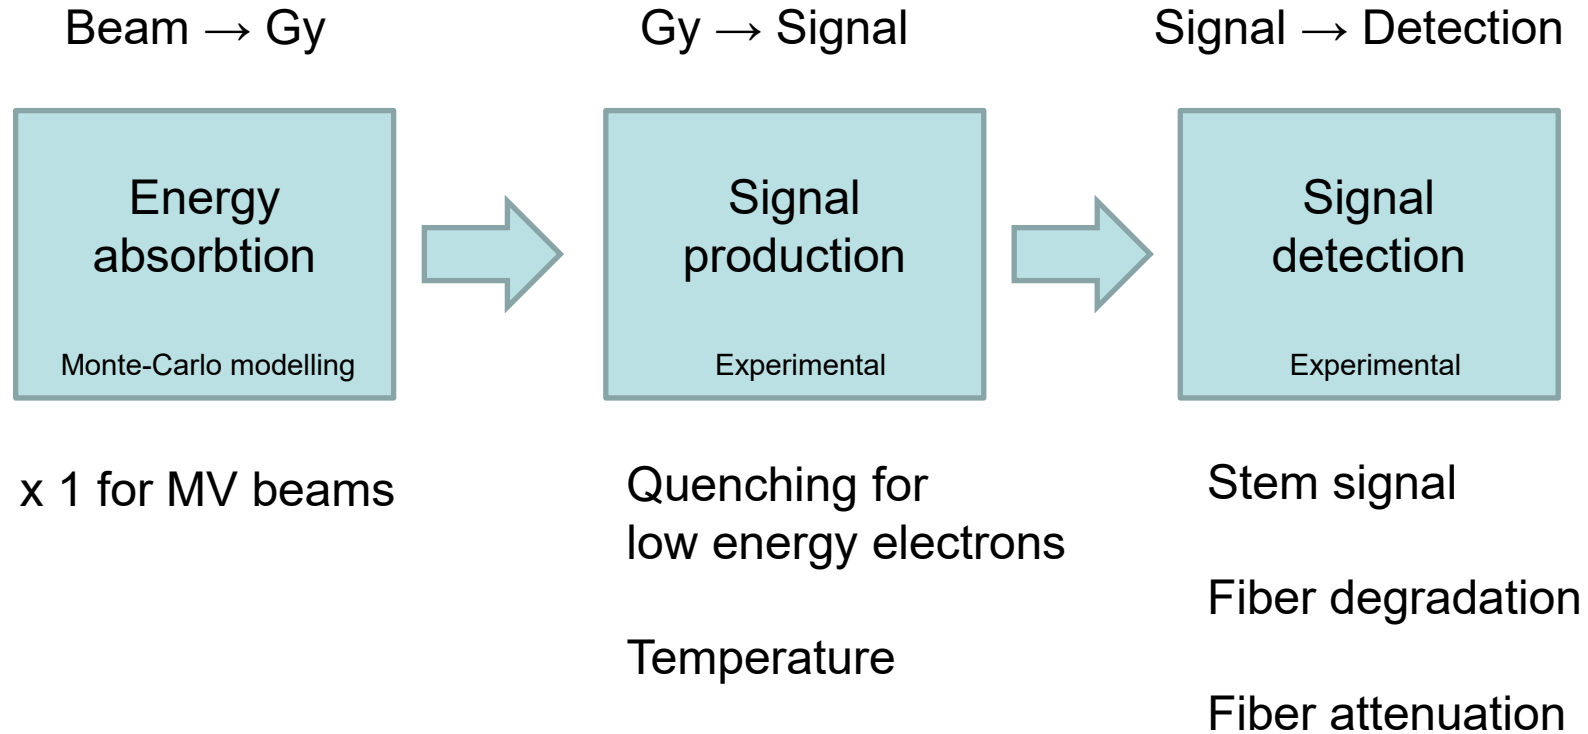 Beam → Gy
Energy
absorbtion
Monte-Carlo modelling
x 1 for MV beams
Gy → Signal
Signal
production
Experimental
Quenching for
low energy electrons
Temperature
Signal → Detection
Signal
detection
Experimental
Stem signal
Fiber degradation
Fiber attenuation